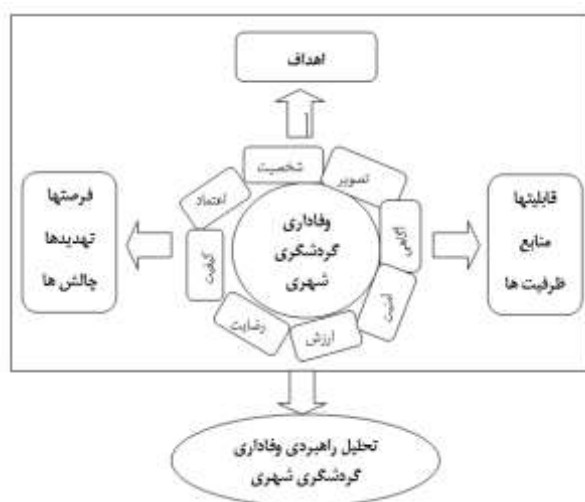 اهداف
شخصیت
تصویر
اعتماد
آگاهی
کیفیت
امنیت
رضایت
ارزش
وفاداری
گردشگری
شهری
قابلیتها
منابع
ظرفیت ها
فرصتها
تهدیدها
چالش ها
تحلیل راهبردی وفاداری
گردشگری شهری